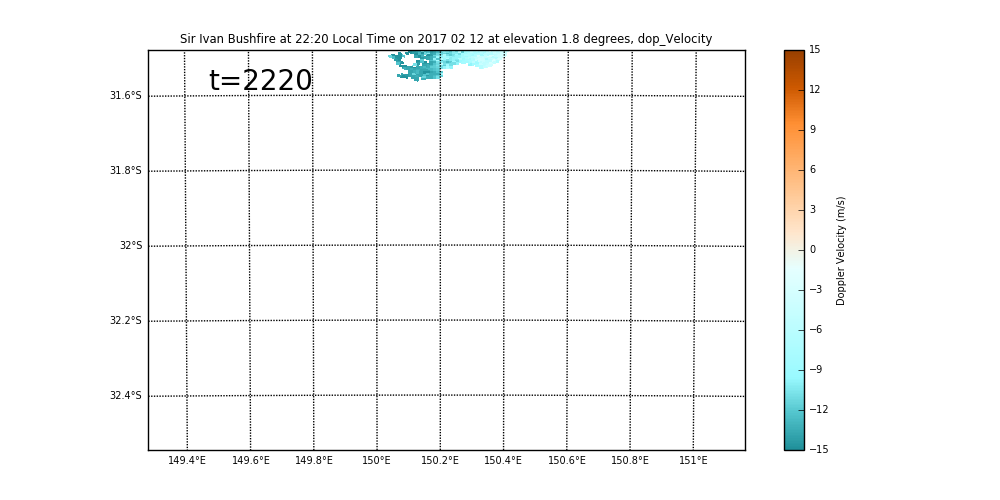 Sir Ivan Bushfire at 22:20 Local Time on 2017 02 12 at elevation 1.8 degrees, dop_Velocity
t=2220
31.6°S
31.8°S
32°S
32.2°S
32.4°S
149.4°E 149.6°E 149.8°E 150°E 150.2°E 150.4°E 150.6°E 150.8°E 151°E
15
12
9
6
3
0
−3
−6
−9
−12
−15
Doppler Velocity (m/s)